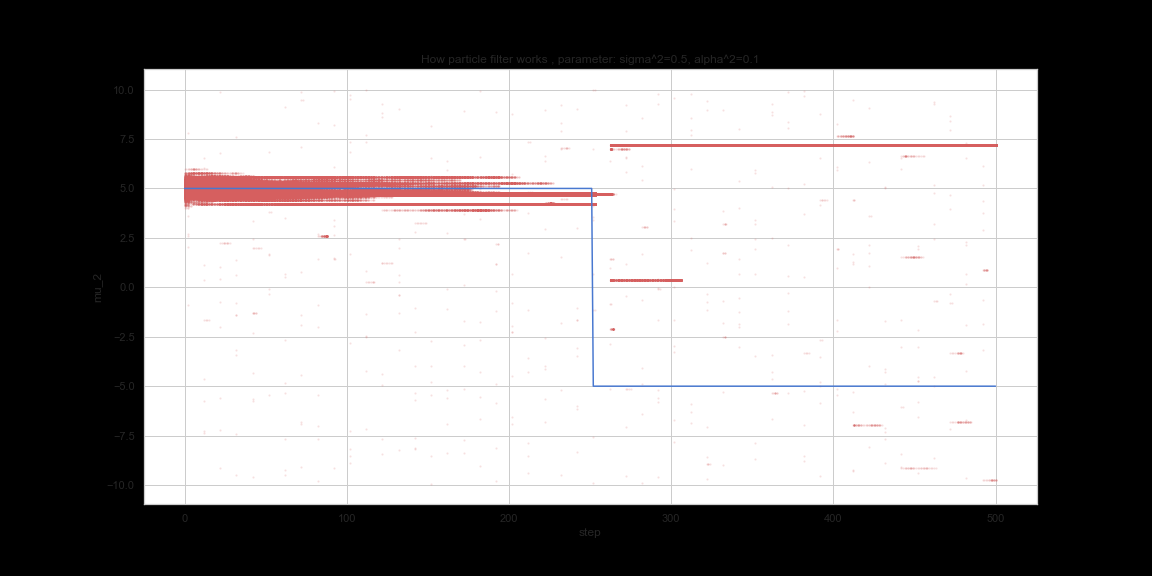 How particle filter works , parameter: sigma^2=0.5, alpha^2=0.1
10.0
7.5
5.0
2.5
0.0
−2.5
−5.0
−7.5
−10.0
mu_2
0 100 200 300 400 500
step